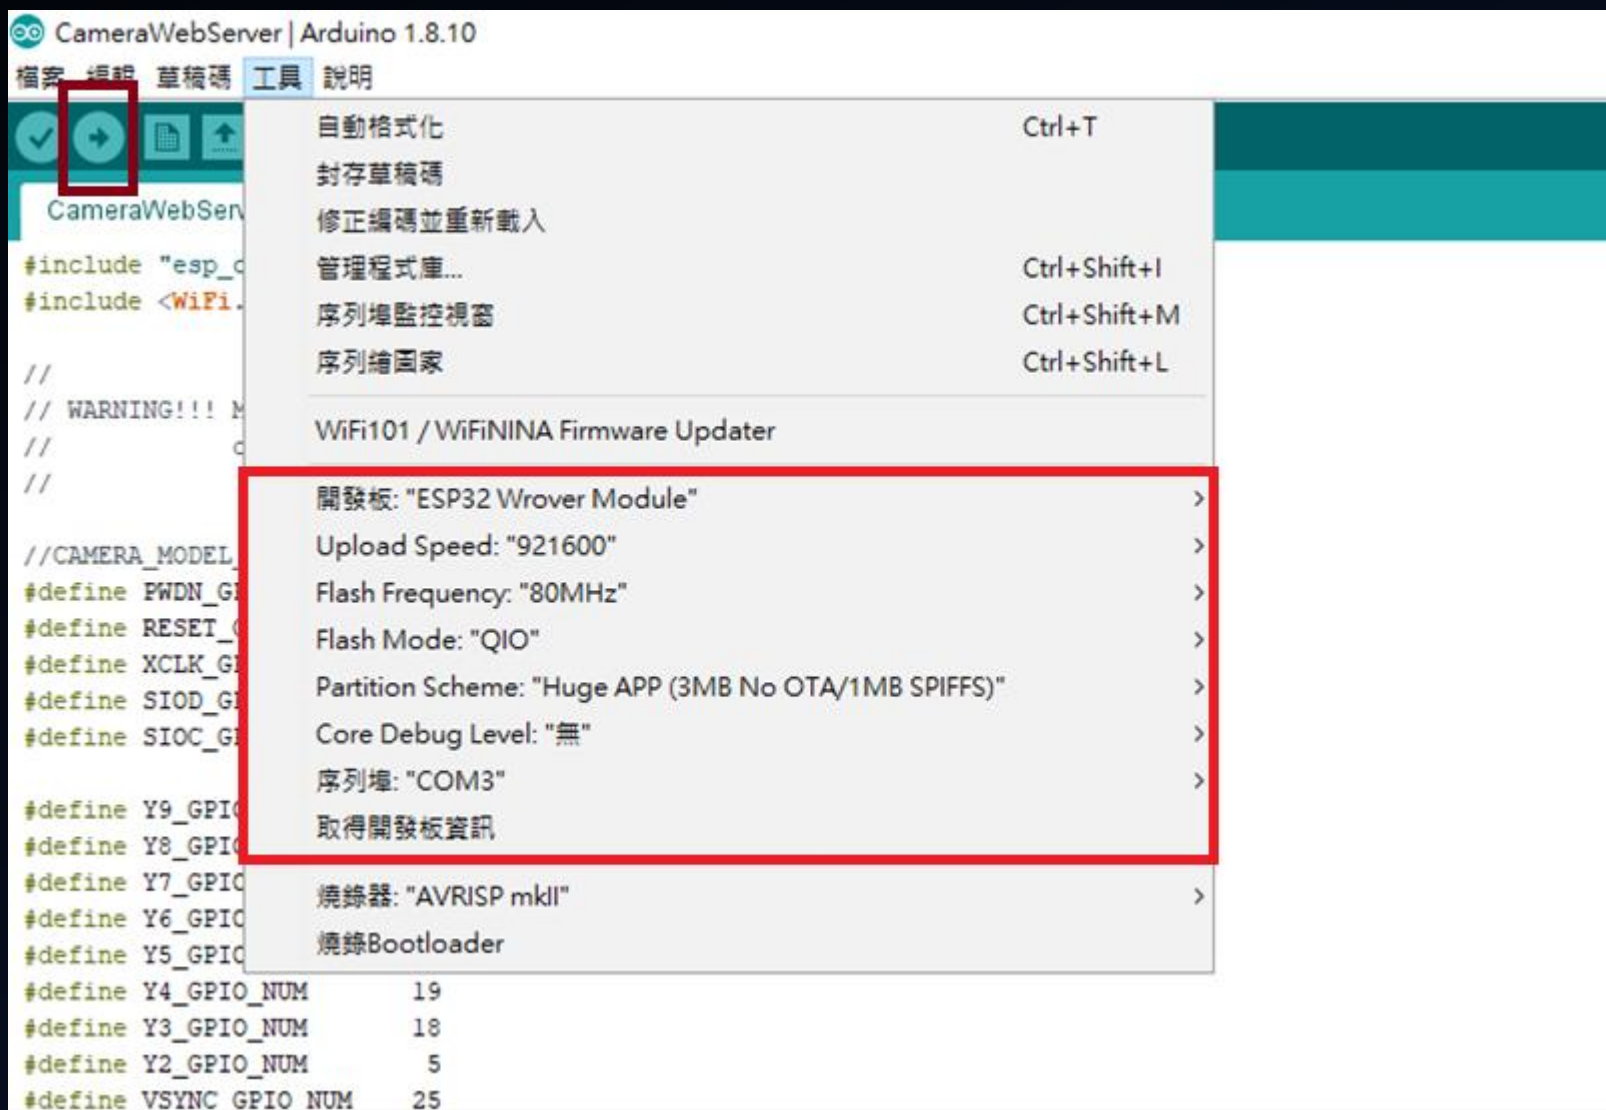 CameraWebServer | Arduino 1.8.10
檔案 編輯 草稿碼 工具 說明
自動格式化 Ctrl+T
封存草稿碼
修正編碼並重新載入
管理程式庫... Ctrl+Shift+I
序列埠監控視窗 Ctrl+Shift+M
序列繪圖家 Ctrl+Shift+L
WiFi101 / WiFiNINA Firmware Updater
開發板: "ESP32 Wrover Module"
Upload Speed: "921600"
Flash Frequency: "80MHz"
Flash Mode: "QIO"
Partition Scheme: "Huge APP (3MB No OTA/1MB SPIFFS)"
Core Debug Level: "無"
序列埠: "COM3"
取得開發板資訊
燒錄器: "AVRISP mkII"
燒錄Bootloader
CameraWebSer
#include "esp_c
#include <WiFi.
//
// WARNING!!! M
//
//
//CAMERA_MODEL_
#define PWDN_G
#define RESET_
#define XCLK_G
#define SIOD_G
#define SIOC_G
#define Y9_GPIO
#define Y8_GPIO
#define Y7_GPIO
#define Y6_GPIO
#define Y5_GPIO
#define Y4_GPIO_NUM 19
#define Y3_GPIO_NUM 18
#define Y2_GPIO_NUM 5
#define VSYNC_GPIO_NUM 25